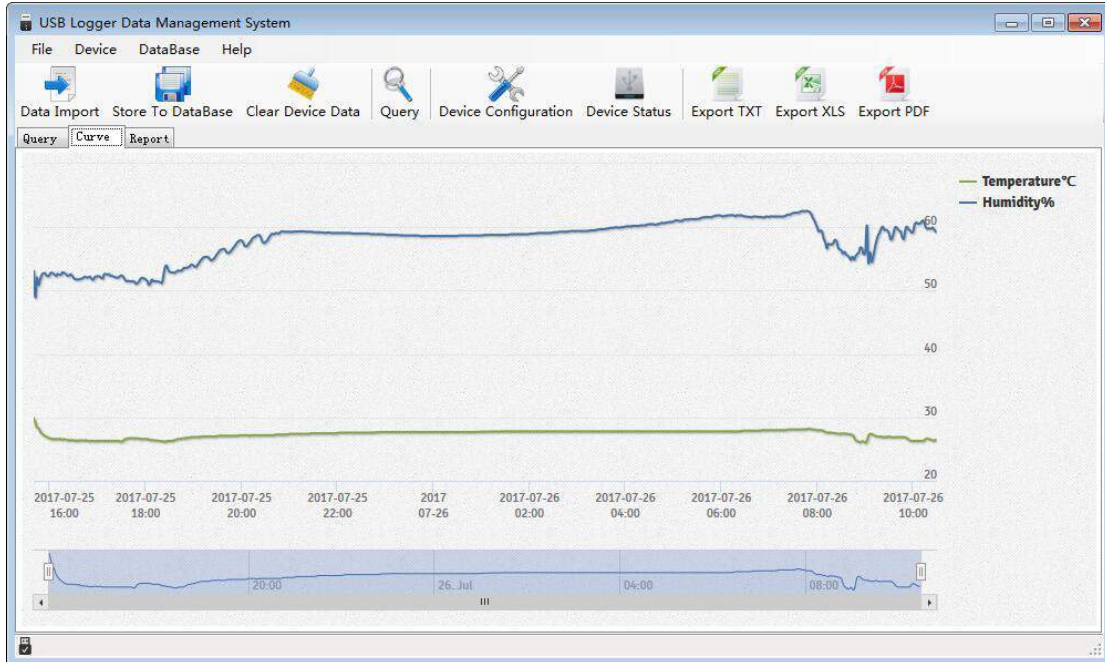 USB Logger Data Management System
File Device DataBase Help
Data Import Store To DataBase Clear Device Data Query Device Configuration Device Status Export TXT Export XLS Export PDF
Query Curve Report
Temperature°C
Humidity%
60
50
40
30
20
2017-07-25 2017-07-25 2017-07-25 2017-07-25 2017 2017-07-26 2017-07-26 2017-07-26 2017-07-26 2017-07-26
16:00 18:00 20:00 22:00 07-26 02:00 04:00 06:00 08:00 10:00
20:00 26. Jul 04:00 08:00